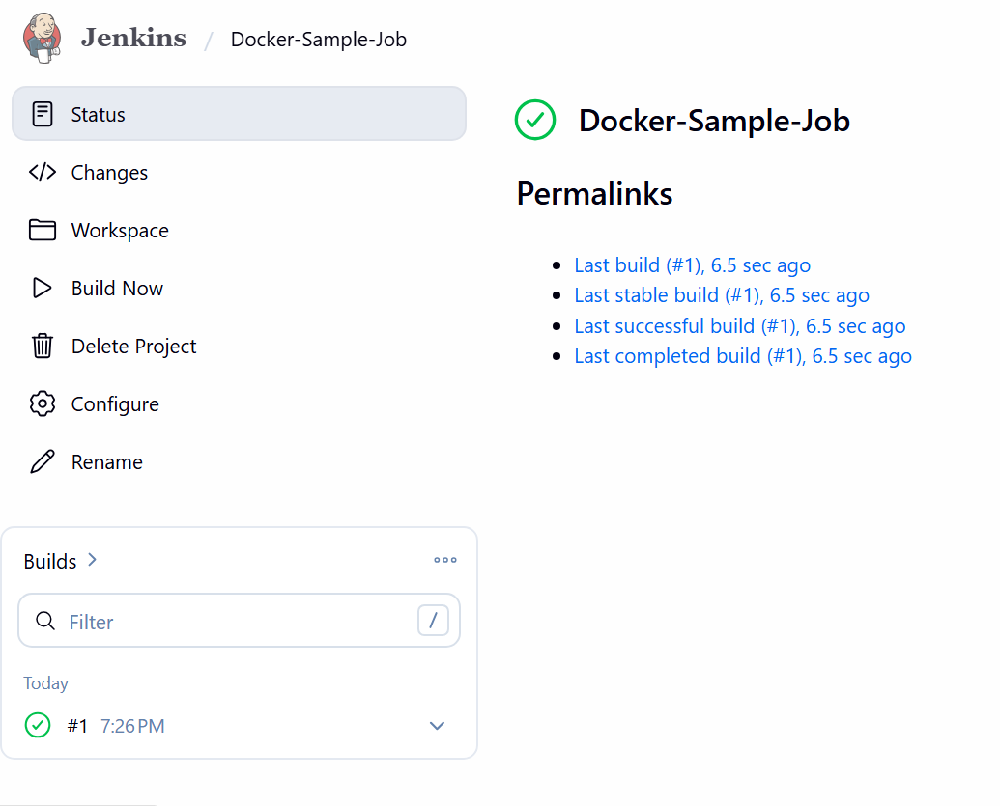 Jenkins / Docker-Sample-Job
Status
Changes
Workspace
Build Now
Delete Project
Configure
Rename
Builds
Filter /
Today
#1 7:26 PM
Docker-Sample-Job
Permalinks
Last build (#1), 6.5 sec ago
Last stable build (#1), 6.5 sec ago
Last successful build (#1), 6.5 sec ago
Last completed build (#1), 6.5 sec ago